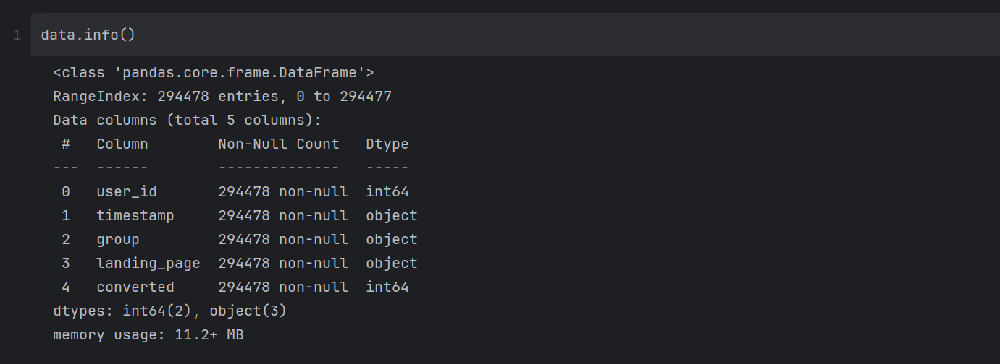 1 data.info()
<class 'pandas.core.frame.DataFrame'>
RangeIndex: 294478 entries, 0 to 294477
Data columns (total 5 columns):
 #   Column        Non-Null Count   Dtype
---  ------        --------------   -----
 0   user_id       294478 non-null  int64
 1   timestamp     294478 non-null  object
 2   group         294478 non-null  object
 3   landing_page  294478 non-null  object
 4   converted     294478 non-null  int64
dtypes: int64(2), object(3)
memory usage: 11.2+ MB